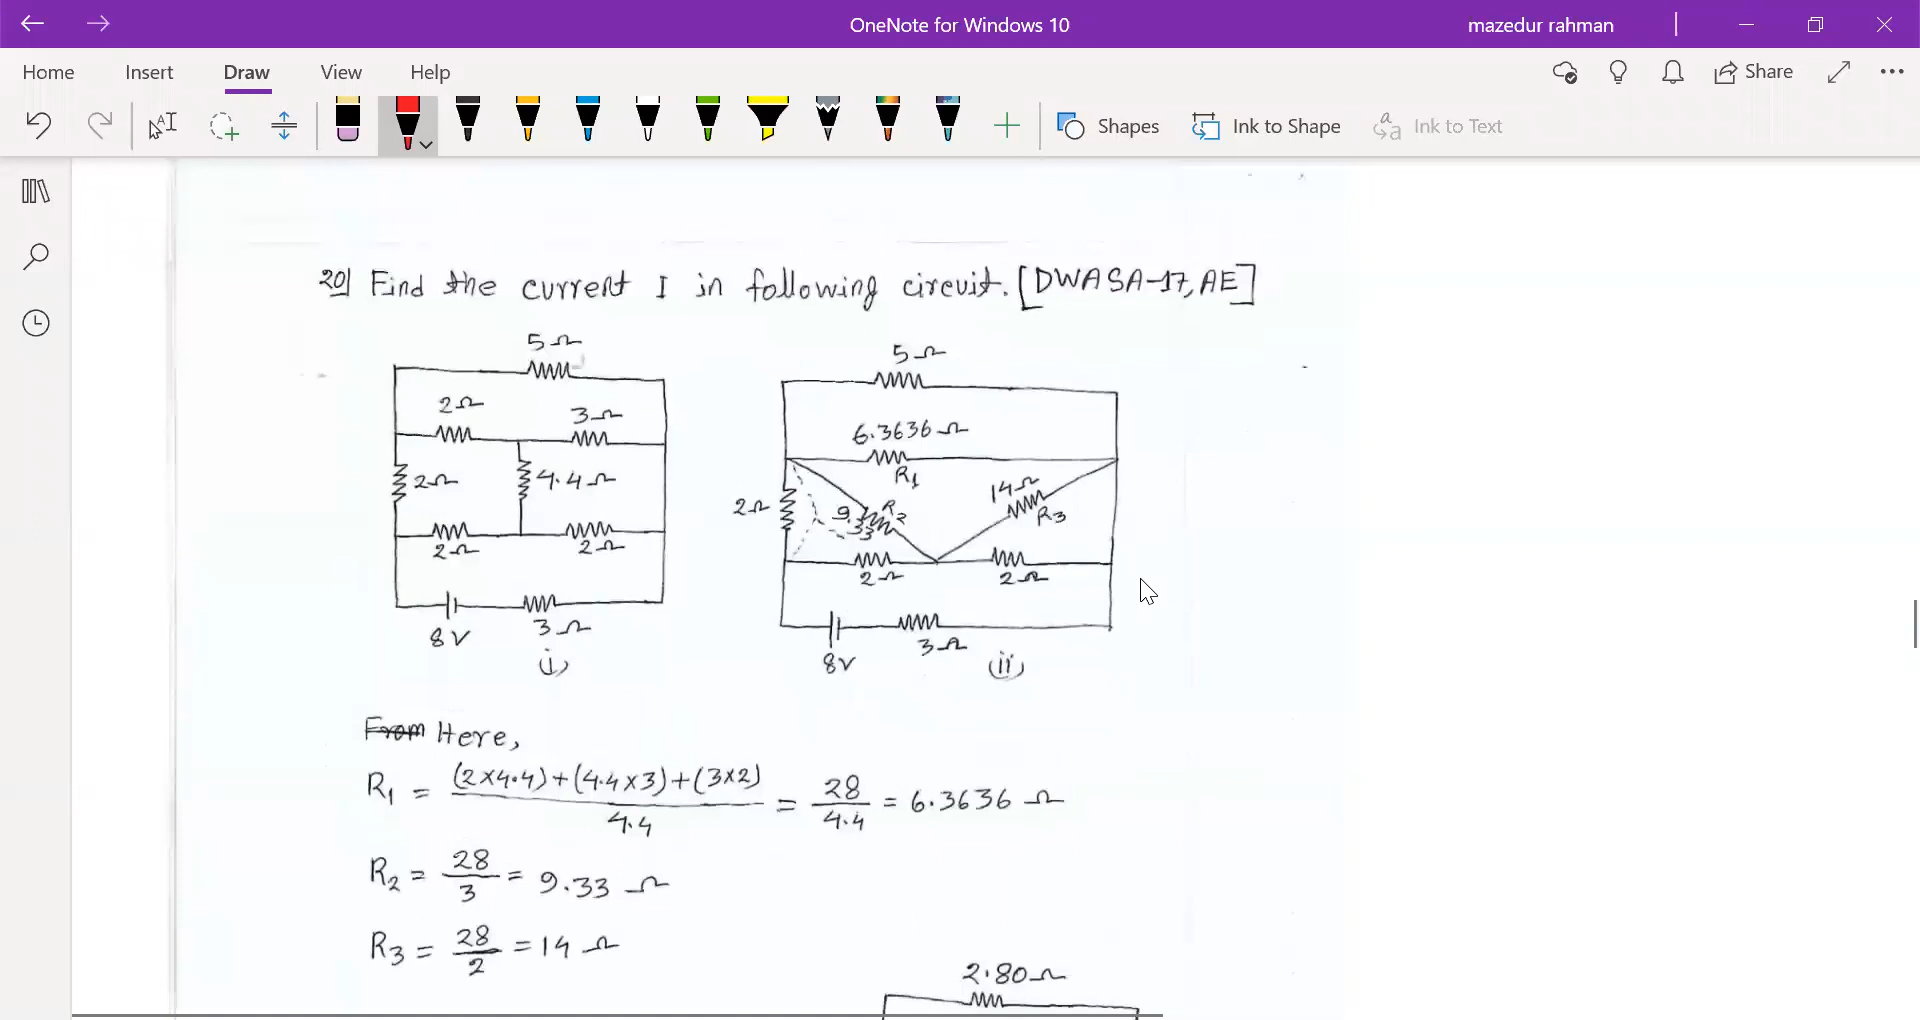 OneNote for Windows 10
mazedur rahman
Home Insert Draw View Help
Share
Shapes Ink to Shape Ink to Text
20] Find the current I in following circuit. [DWASA-17, AE]
5Ω
2Ω
3Ω
2Ω
4.4Ω
2Ω
2Ω
8V
3Ω
(i)
5Ω
6.3636Ω
R1
2Ω
9.33
R2
14Ω
R3
2Ω
2Ω
8V
3Ω
(ii)
From Here,
R1 = (2×4.4)+(4.4×3)+(3×2) / 4.4 = 28 / 4.4 = 6.3636 Ω
R2 = 28 / 3 = 9.33 Ω
R3 = 28 / 2 = 14 Ω
2.80Ω